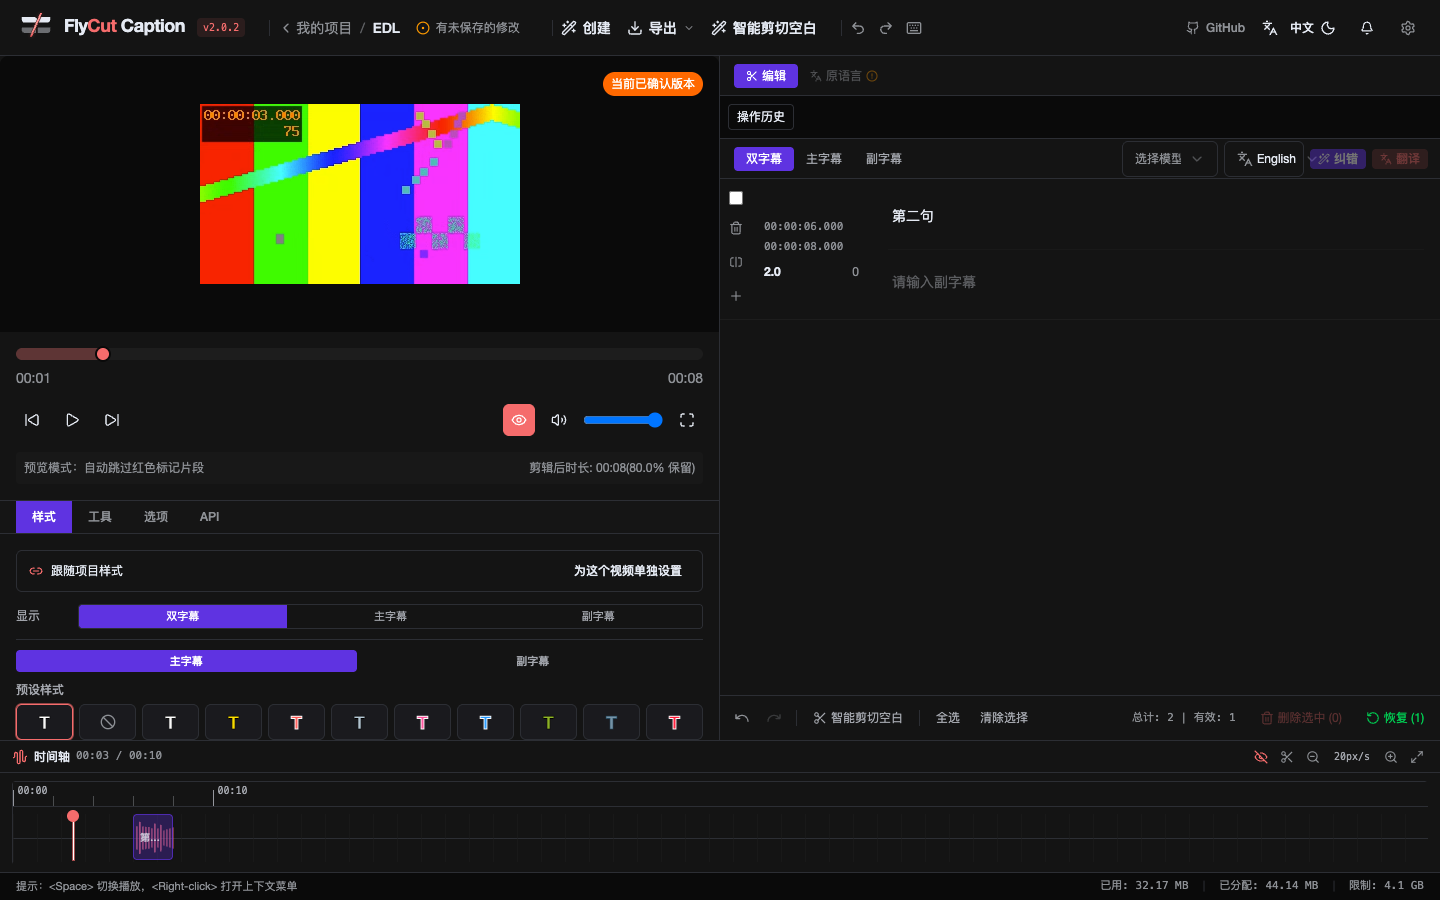 FlyCut Caption v2.0.2 我的项目 / EDL 有未保存的修改 创建 导出 智能剪切空白 GitHub 中文
当前已确认版本
00:00:03.000
75
00:01 00:08
预览模式：自动跳过红色标记片段 剪辑后时长: 00:08(80.0% 保留)
样式 工具 选项 API
跟随项目样式 为这个视频单独设置
显示 双字幕 主字幕 副字幕
主字幕 副字幕
预设样式
T T T T T T T T T T
编辑 原语言
操作历史
双字幕 主字幕 副字幕 选择模型 English 纠错 翻译
第二句
00:00:06.000
00:00:08.000
2.0 0
请输入副字幕
智能剪切空白 全选 清除选择 总计: 2 | 有效: 1 删除选中 (0) 恢复 (1)
时间轴 00:03 / 00:10 20px/s
00:00 00:10
第...
提示：<Space> 切换播放，<Right-click> 打开上下文菜单 已用: 32.17 MB 已分配: 44.14 MB 限制: 4.1 GB